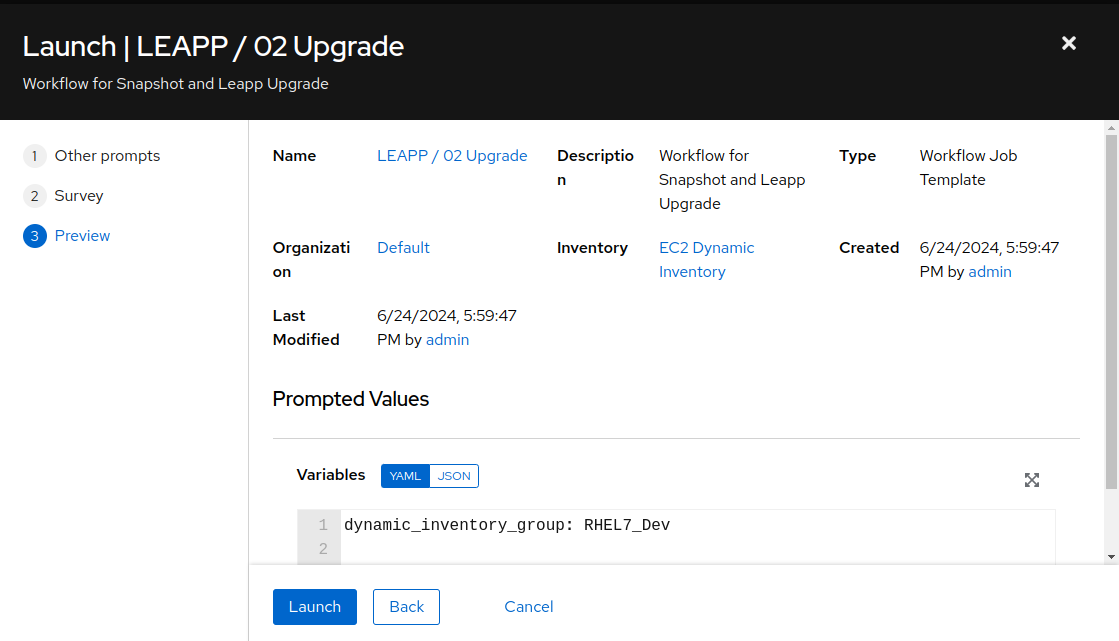 Launch | LEAPP / 02 Upgrade
Workflow for Snapshot and Leapp Upgrade
1 Other prompts
2 Survey
3 Preview
Name
LEAPP / 02 Upgrade
Descriptio
n
Workflow for
Snapshot and Leapp
Upgrade
Type
Workflow Job
Template
Organizati
on
Default
Inventory
EC2 Dynamic
Inventory
Created
6/24/2024, 5:59:47
PM by admin
Last
Modified
6/24/2024, 5:59:47
PM by admin
Prompted Values
Variables YAML JSON
1 dynamic_inventory_group: RHEL7_Dev
2
Launch Back Cancel